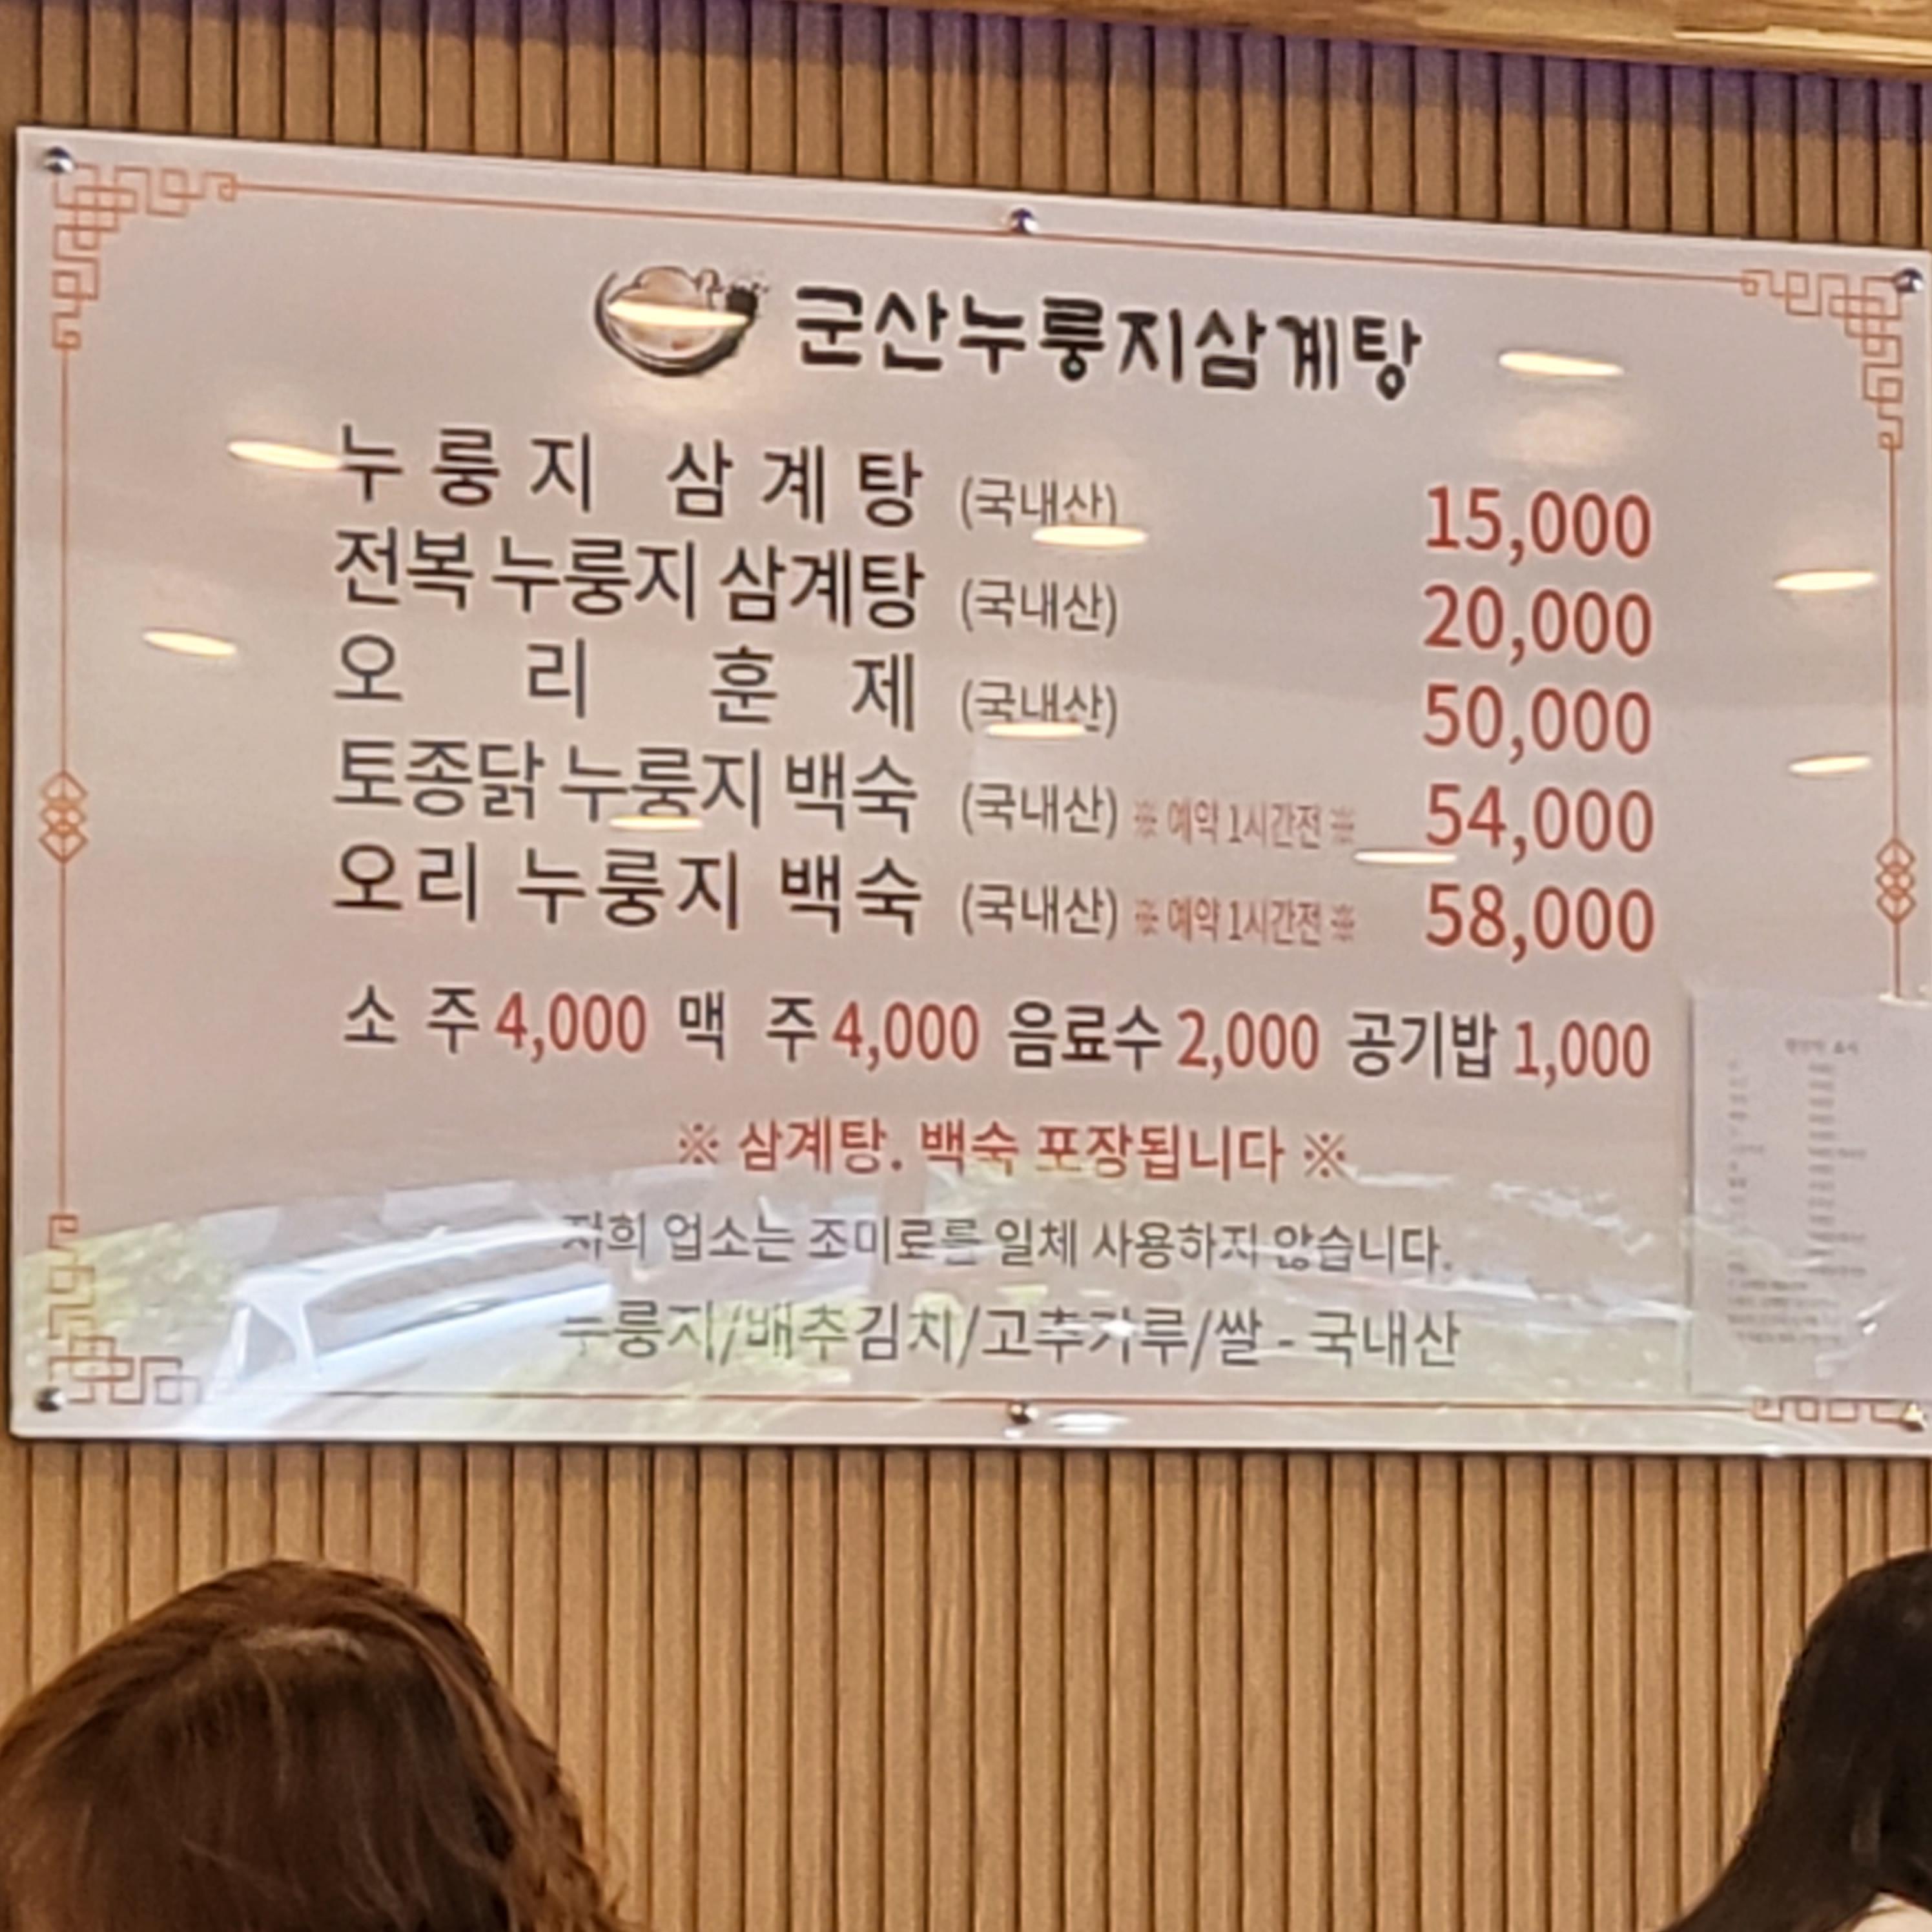 군산누룽지삼계탕
누룽지 삼계탕 (국내산) 15,000
전복 누룽지 삼계탕 (국내산) 20,000
오리훈제 (국내산) 50,000
토종닭 누룽지 백숙 (국내산) ※ 예약 1시간전 ※ 54,000
오리 누룽지 백숙 (국내산) ※ 예약 1시간전 ※ 58,000
소주 4,000 맥주 4,000 음료수 2,000 공기밥 1,000
※ 삼계탕. 백숙 포장됩니다 ※
저희 업소는 조미료를 일체 사용하지 않습니다.
누룽지/배추김치/고추가루/쌀 - 국내산